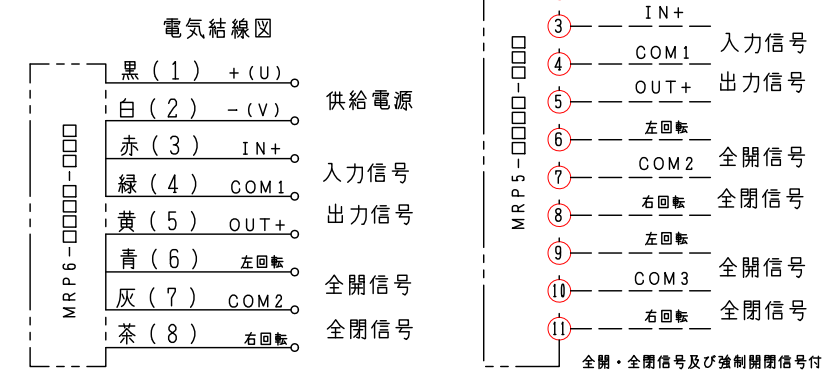 電気結線図
MRP6-□□□□-□□□
黒(1) +(U)
白(2) -(V)
供給電源
赤(3) IN+
緑(4) COM1
入力信号
黄(5) OUT+
出力信号
青(6) 左回転
灰(7) COM2
全開信号
茶(8) 右回転
全閉信号
MRP5-□□□□-□□□
③ IN+
④ COM1
入力信号
⑤ OUT+
出力信号
⑥ 左回転
⑦ COM2
全開信号
⑧ 右回転
全閉信号
⑨ 左回転
⑩ COM3
全開信号
⑪ 右回転
全閉信号
全開・全閉信号及び強制開閉信号付